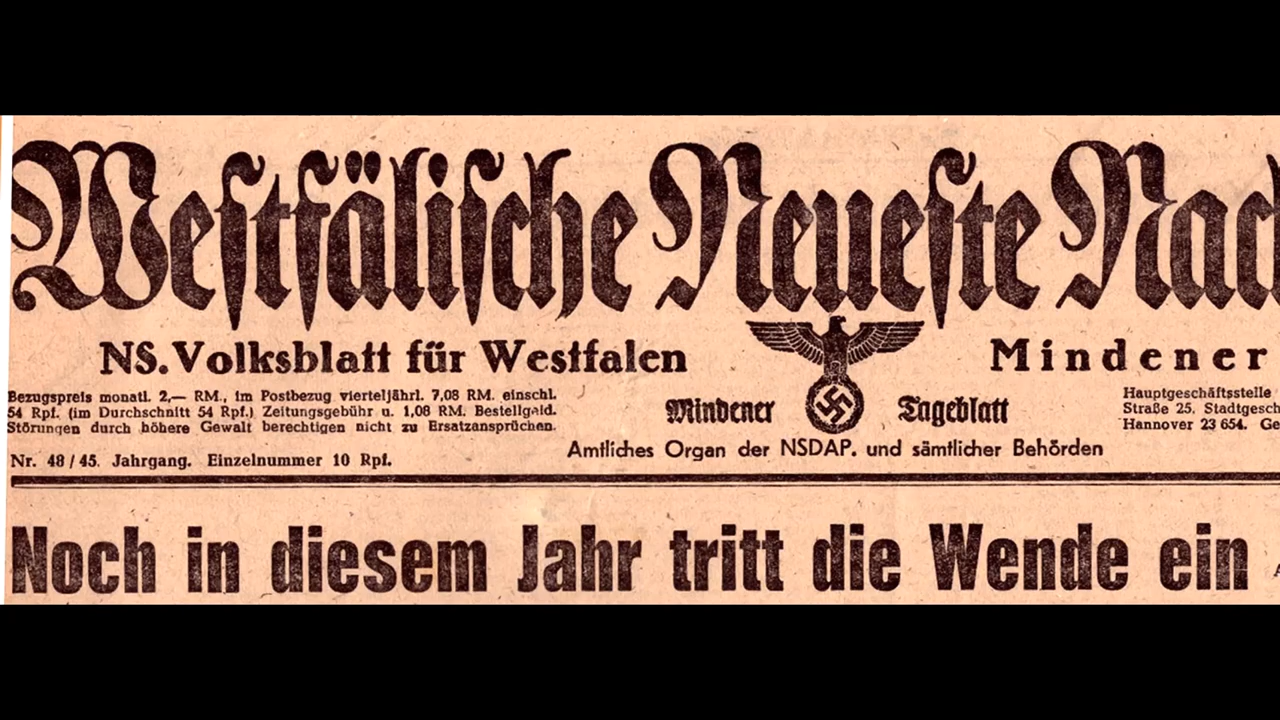 Westfälische Neueste Nac
NS. Volksblatt für Westfalen
Mindener
Bezugspreis monatl. 2,— RM., im Postbezug vierteljährl. 7,08 RM. einschl.
54 Rpf. (im Durchschnitt 54 Rpf.) Zeitungsgebühr u. 1,08 RM. Bestellgeld.
Störungen durch höhere Gewalt berechtigen nicht zu Ersatzansprüchen.
Nr. 48 / 45. Jahrgang. Einzelnummer 10 Rpf.
Mindener Tageblatt
Amtliches Organ der NSDAP. und sämtlicher Behörden
Hauptgeschäftsstelle
Straße 25. Stadtgesch
Hannover 23 654. Ge
Noch in diesem Jahr tritt die Wende ein